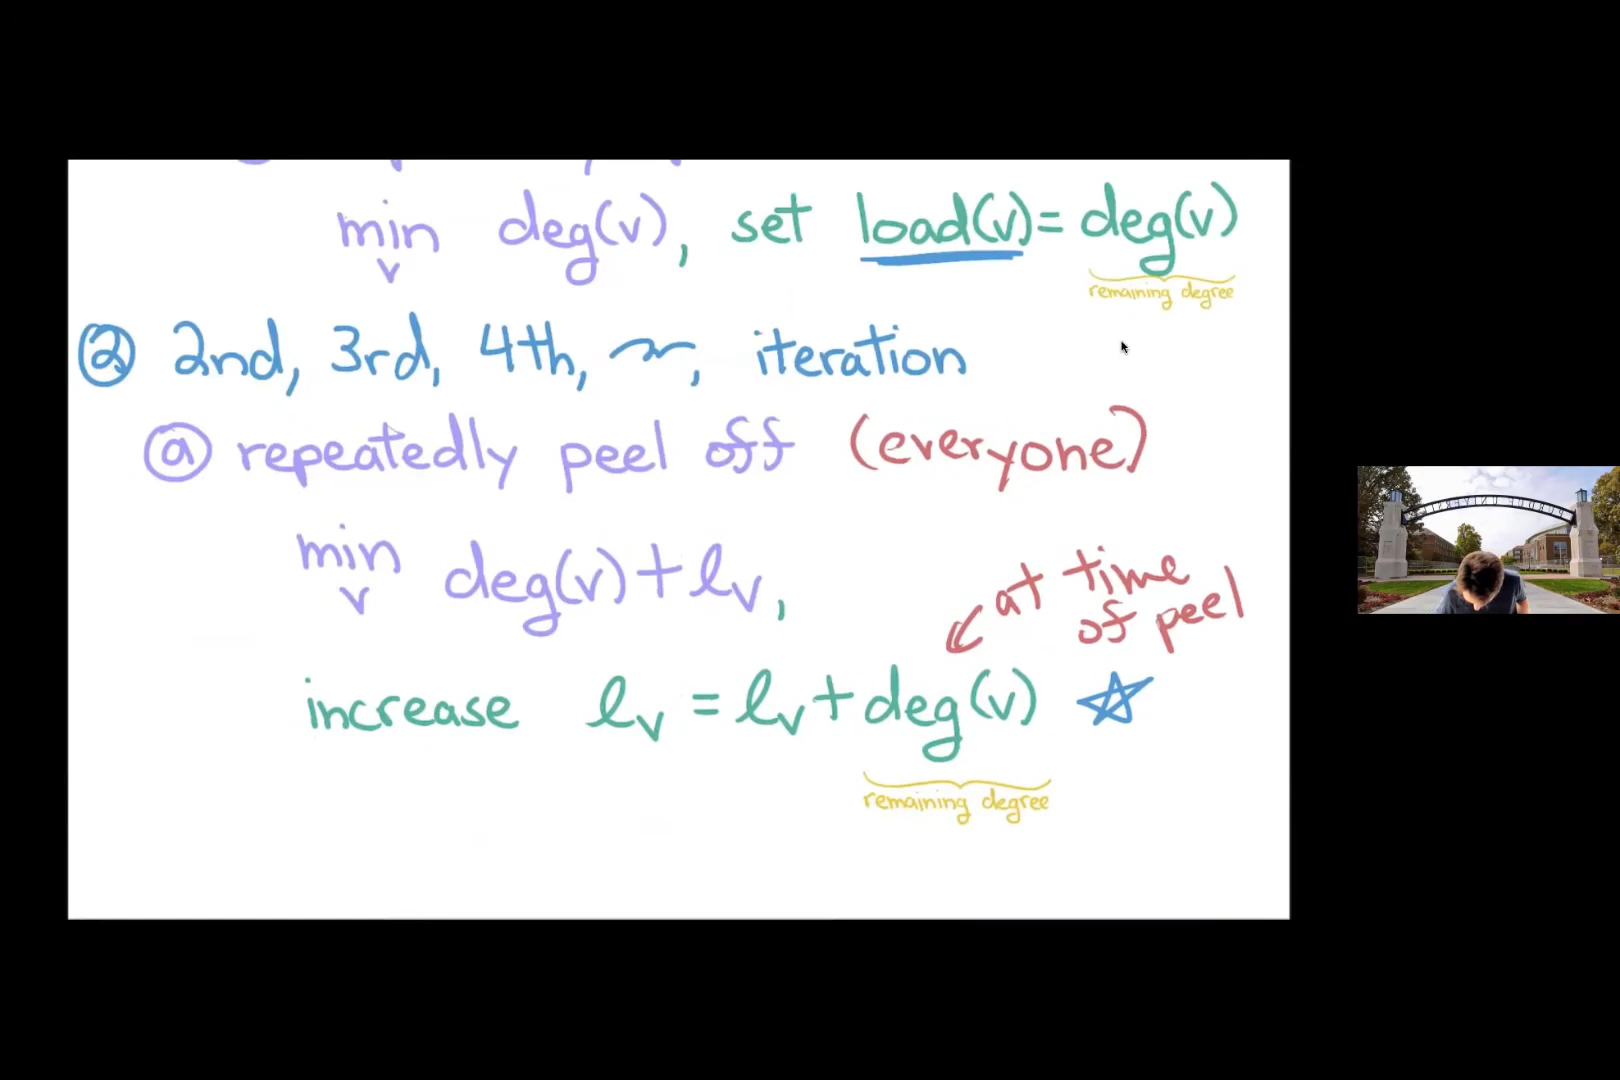 min deg(v), set load(v) = deg(v)
v
remaining degree
② 2nd, 3rd, 4th, ~, iteration
ⓐ repeatedly peel off (everyone)
min deg(v) + ℓv,
v
at time
of peel
increase ℓv = ℓv + deg(v) ☆
remaining degree